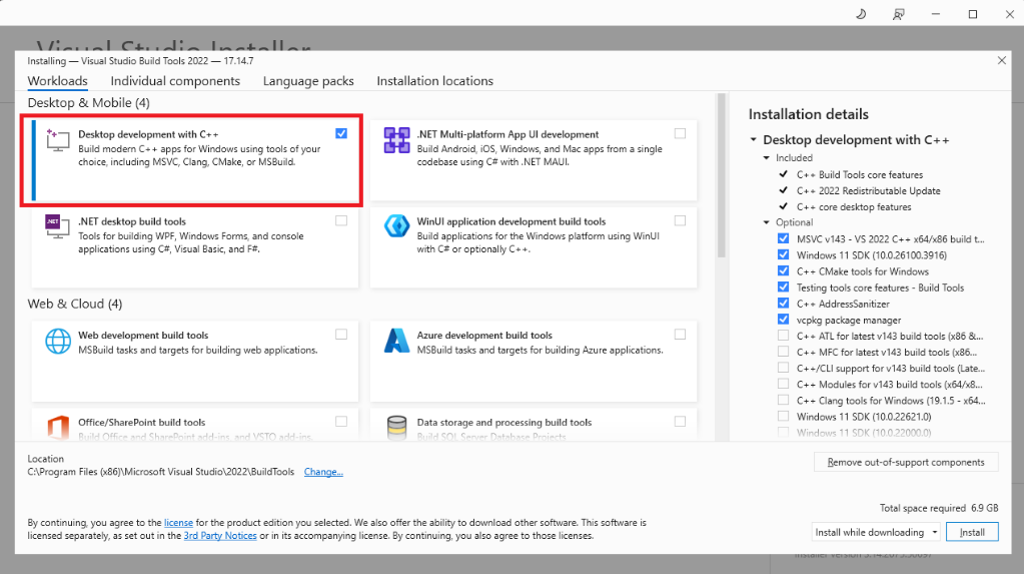 Visual Studio Installer
Installing — Visual Studio Build Tools 2022 — 17.14.7
Workloads Individual components Language packs Installation locations
Desktop & Mobile (4)
Desktop development with C++
Build modern C++ apps for Windows using tools of your
choice, including MSVC, Clang, CMake, or MSBuild.
.NET Multi-platform App UI development
Build Android, iOS, Windows, and Mac apps from a single
codebase using C# with .NET MAUI.
.NET
.NET desktop build tools
Tools for building WPF, Windows Forms, and console
applications using C#, Visual Basic, and F#.
WinUI application development build tools
Build applications for the Windows platform using WinUI
with C# or optionally C++.
Web & Cloud (4)
Web development build tools
MSBuild tasks and targets for building web applications.
Azure development build tools
MSBuild tasks and targets for building Azure applications.
Office/SharePoint build tools
Build Office and SharePoint add-ins, and VSTO add-ins.
Data storage and processing build tools
Build SQL Server Database Projects
Installation details
Desktop development with C++
Included
C++ Build Tools core features
C++ 2022 Redistributable Update
C++ core desktop features
Optional
MSVC v143 - VS 2022 C++ x64/x86 build t...
Windows 11 SDK (10.0.26100.3916)
C++ CMake tools for Windows
Testing tools core features - Build Tools
C++ AddressSanitizer
vcpkg package manager
C++ ATL for latest v143 build tools (x86 &...
C++ MFC for latest v143 build tools (x86...
C++/CLI support for v143 build tools (Late...
C++ Modules for v143 build tools (x64/x8...
C++ Clang tools for Windows (19.1.5 - x64...
Windows 11 SDK (10.0.22621.0)
Windows 11 SDK (10.0.22000.0)
Location
C:\Program Files (x86)\Microsoft Visual Studio\2022\BuildTools Change...
Remove out-of-support components
Total space required 6.9 GB
By continuing, you agree to the license for the product edition you selected. We also offer the ability to download other software. This software is
licensed separately, as set out in the 3rd Party Notices or in its accompanying license. By continuing, you also agree to those licenses.
Install while downloading
Install